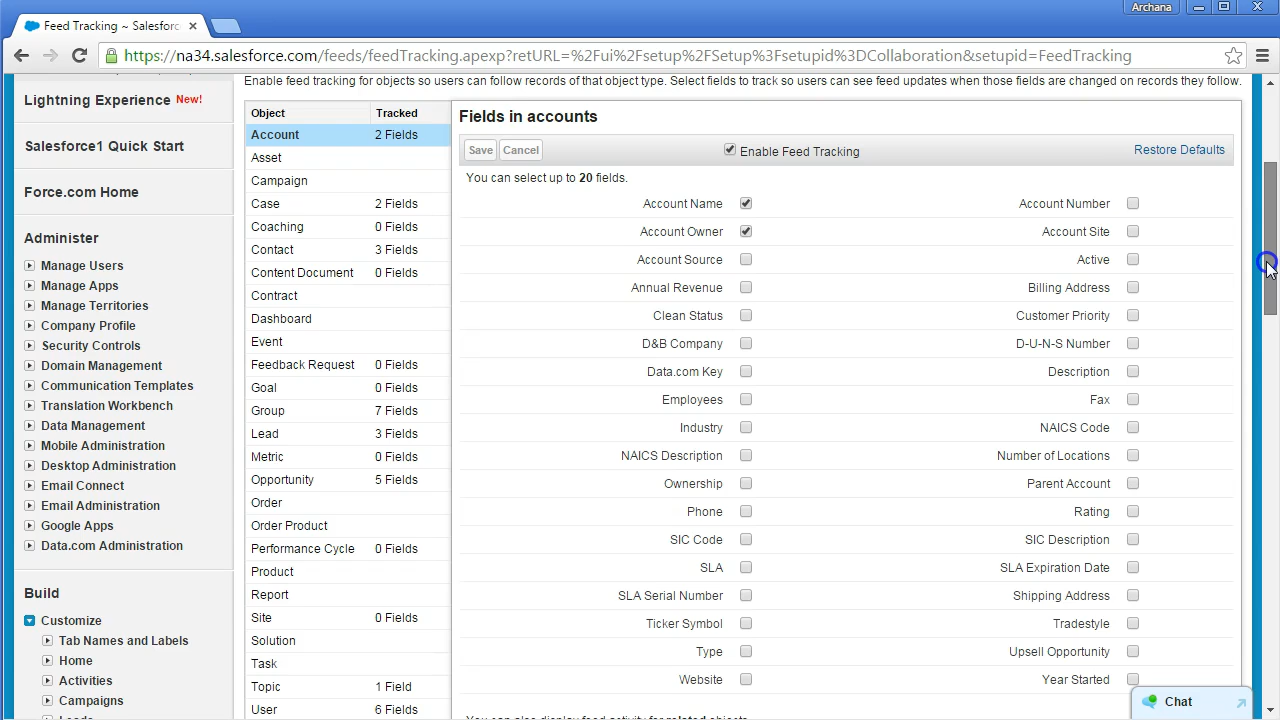 Archana
Feed Tracking ~ Salesforc
https://na34.salesforce.com/feeds/feedTracking.apexp?retURL=%2Fui%2Fsetup%2FSetup%3Fsetupid%3DCollaboration&setupid=FeedTracking
Enable feed tracking for objects so users can follow records of that object type. Select fields to track so users can see feed updates when those fields are changed on records they follow.
Lightning Experience New!
Salesforce1 Quick Start
Force.com Home
Administer
Manage Users
Manage Apps
Manage Territories
Company Profile
Security Controls
Domain Management
Communication Templates
Translation Workbench
Data Management
Mobile Administration
Desktop Administration
Email Connect
Email Administration
Google Apps
Data.com Administration
Build
Customize
Tab Names and Labels
Home
Activities
Campaigns
Object Tracked
Account 2 Fields
Asset
Campaign
Case 2 Fields
Coaching 0 Fields
Contact 3 Fields
Content Document 0 Fields
Contract
Dashboard
Event
Feedback Request 0 Fields
Goal 0 Fields
Group 7 Fields
Lead 3 Fields
Metric 0 Fields
Opportunity 5 Fields
Order
Order Product
Performance Cycle 0 Fields
Product
Report
Site 0 Fields
Solution
Task
Topic 1 Field
User 6 Fields
Fields in accounts
Save Cancel Enable Feed Tracking Restore Defaults
You can select up to 20 fields.
Account Name Account Number
Account Owner Account Site
Account Source Active
Annual Revenue Billing Address
Clean Status Customer Priority
D&B Company D-U-N-S Number
Data.com Key Description
Employees Fax
Industry NAICS Code
NAICS Description Number of Locations
Ownership Parent Account
Phone Rating
SIC Code SIC Description
SLA SLA Expiration Date
SLA Serial Number Shipping Address
Ticker Symbol Tradestyle
Type Upsell Opportunity
Website Year Started
You can also display feed activity for related objects
Chat